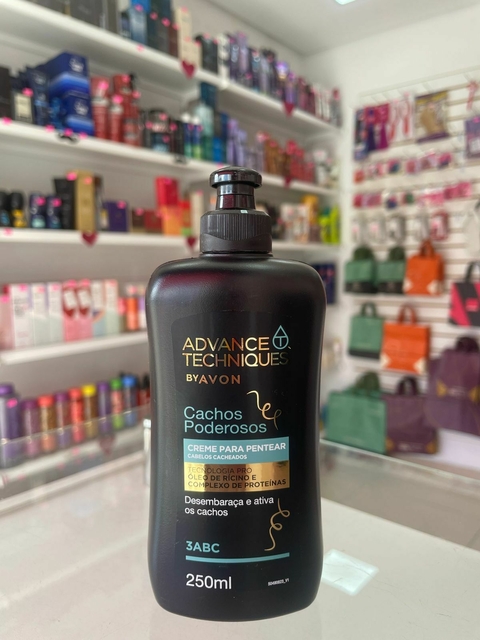 ADVANCE
TECHNIQUES
BY AVON
Cachos
Poderosos
CREME PARA PENTEAR
CABELOS CACHEADOS
TECNOLOGIA PRO
ÓLEO DE RÍCINO E
COMPLEXO DE PROTEÍNAS
Desembaraça e ativa
os cachos
3ABC
250ml